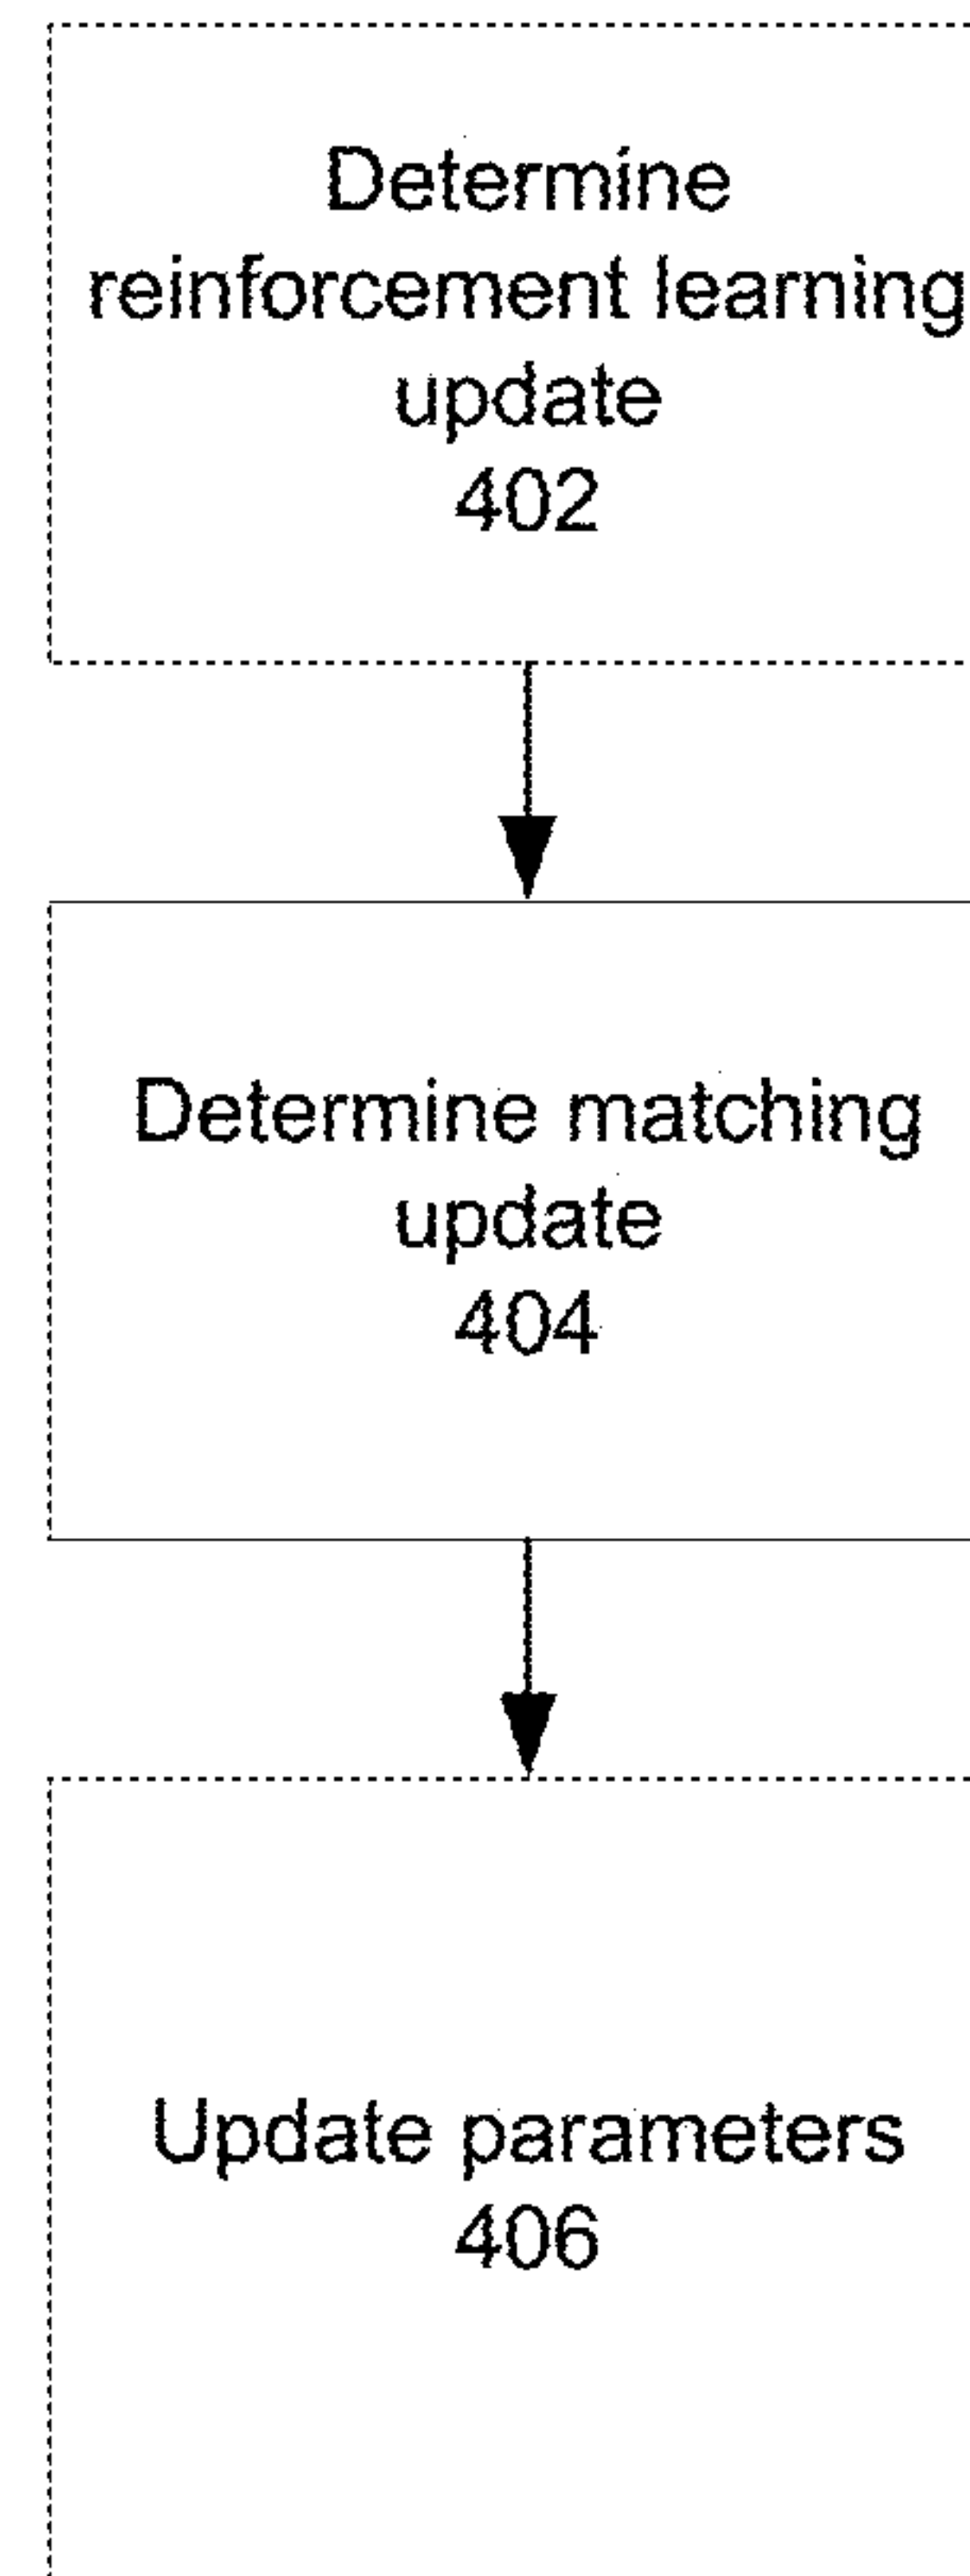 Determine
reinforcement learning
update
402
Determine matching
update
404
Update parameters
406